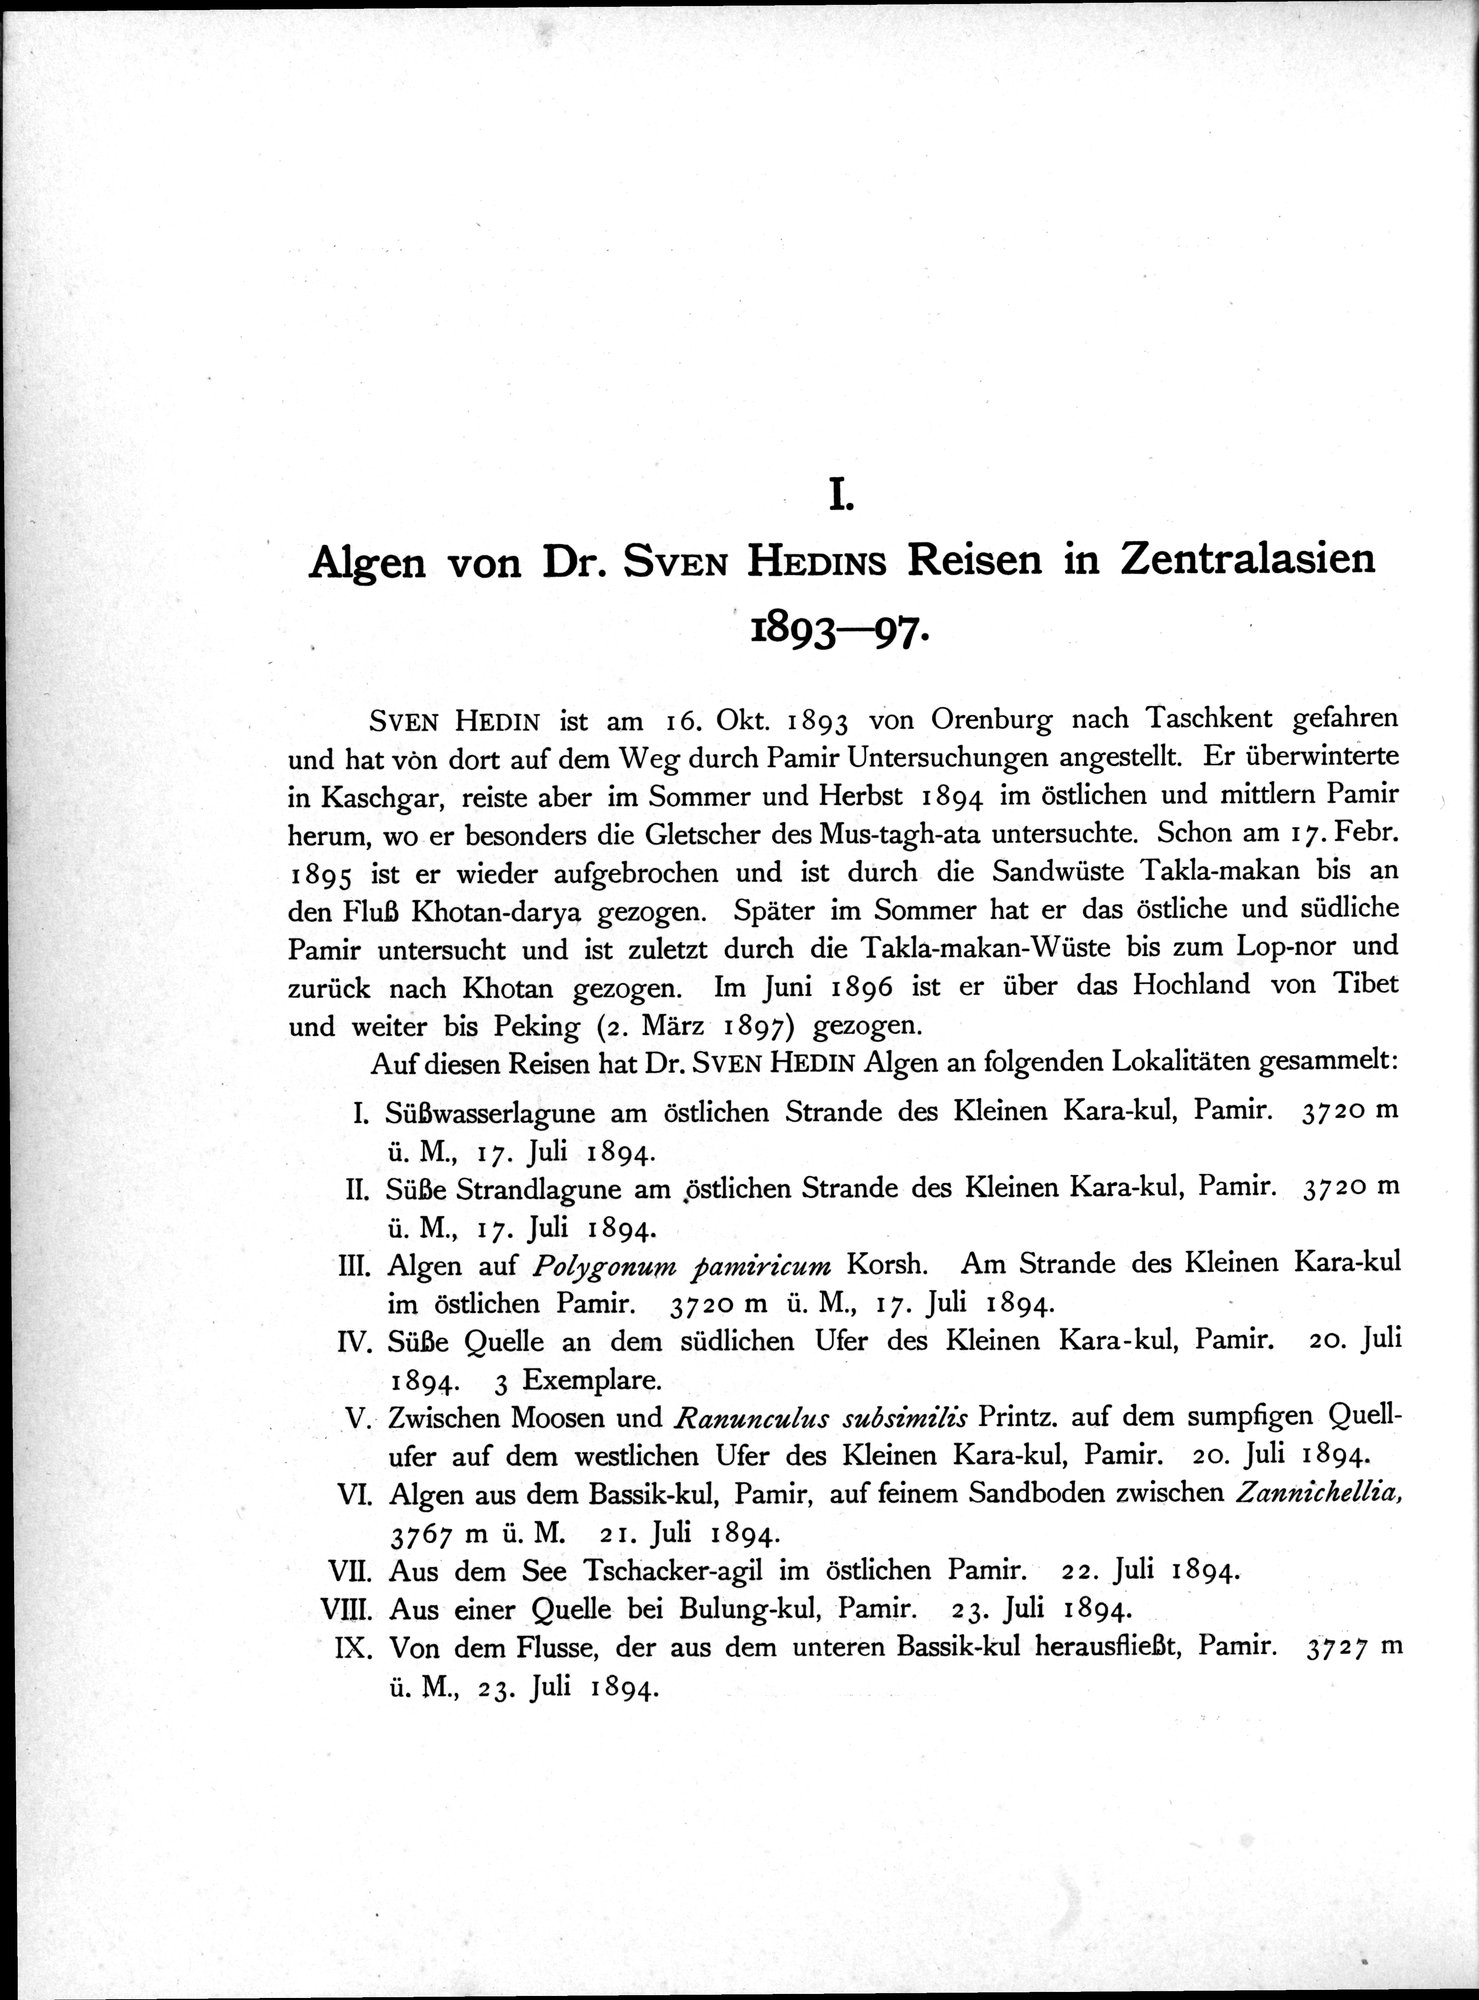 I.
Algen von Dr. SVEN HEDINS Reisen in Zentralasien
1893—97.
SVEN HEDIN ist am 16. Okt. 1893 von Orenburg nach Taschkent gefahren
und hat von dort auf dem Weg durch Pamir Untersuchungen angestellt. Er überwinterte
in Kaschgar, reiste aber im Sommer und Herbst 1894 im östlichen und mittlern Pamir
herum, wo er besonders die Gletscher des Mus-tagh-ata untersuchte. Schon am 17. Febr.
1895 ist er wieder aufgebrochen und ist durch die Sandwüste Takla-makan bis an
den Fluß Khotan-darya gezogen. Später im Sommer hat er das östliche und südliche
Pamir untersucht und ist zuletzt durch die Takla-makan-Wüste bis zum Lop-nor und
zurück nach Khotan gezogen. Im Juni 1896 ist er über das Hochland von Tibet
und weiter bis Peking (2. März 1897) gezogen.
Auf diesen Reisen hat Dr. SVEN HEDIN Algen an folgenden Lokalitäten gesammelt:
I. Süßwasserlagune am östlichen Strande des Kleinen Kara-kul, Pamir. 3720 m
ü. M., 17. Juli 1894.
II. Süße Strandlagune am östlichen Strande des Kleinen Kara-kul, Pamir. 3720 m
ü. M., 17. Juli 1894.
III. Algen auf Polygonum pamiricum Korsh. Am Strande des Kleinen Kara-kul
im östlichen Pamir. 3720 m ü. M., 17. Juli 1894.
IV. Süße Quelle an dem südlichen Ufer des Kleinen Kara-kul, Pamir. 20. Juli
1894. 3 Exemplare.
V. Zwischen Moosen und Ranunculus subsimilis Printz. auf dem sumpfigen Quell-
ufer auf dem westlichen Ufer des Kleinen Kara-kul, Pamir. 20. Juli 1894.
VI. Algen aus dem Bassik-kul, Pamir, auf feinem Sandboden zwischen Zannichellia,
3767 m ü. M. 21. Juli 1894.
VII. Aus dem See Tschacker-agil im östlichen Pamir. 22. Juli 1894.
VIII. Aus einer Quelle bei Bulung-kul, Pamir. 23. Juli 1894.
IX. Von dem Flusse, der aus dem unteren Bassik-kul herausfließt, Pamir. 3727 m
ü. M., 23. Juli 1894.